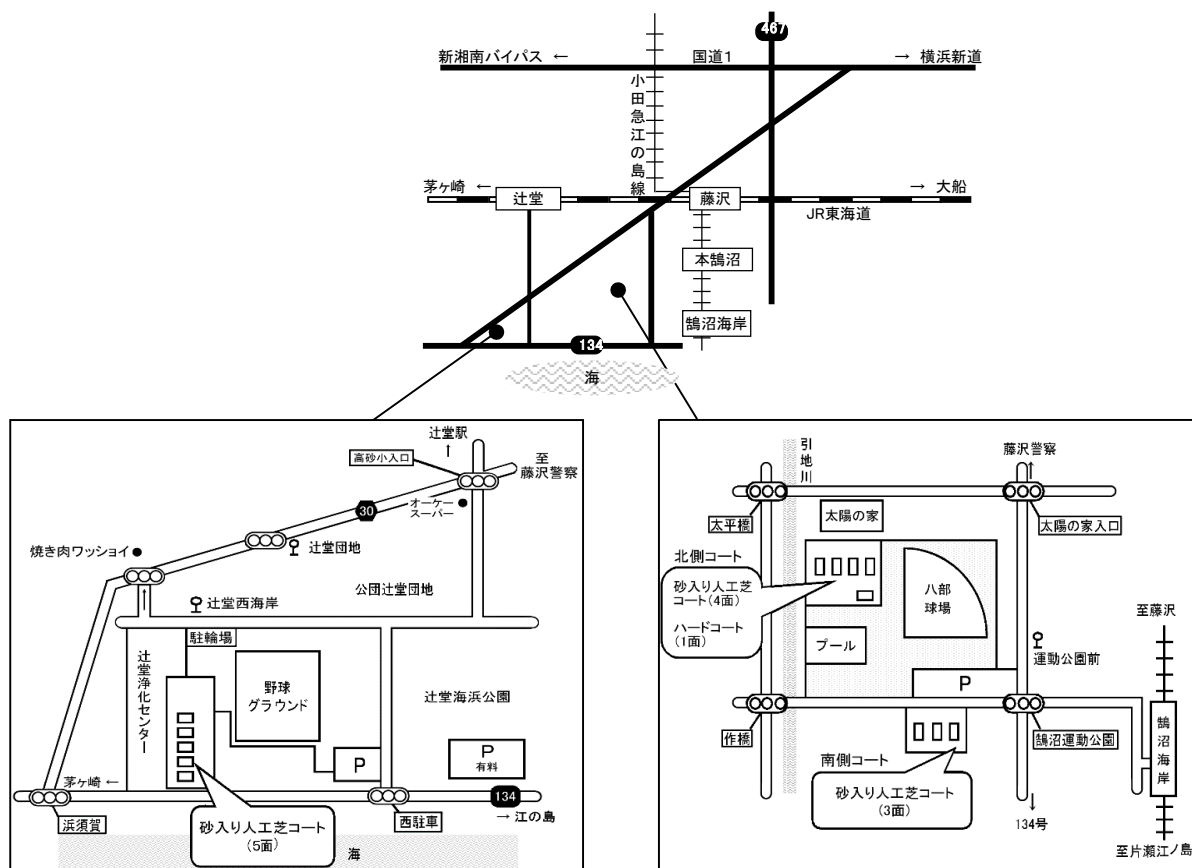 467
新湘南バイパス ←
国道1
→ 横浜新道
小田急江の島線
茅ヶ崎 ←
辻堂
藤沢
→ 大船
JR東海道
本鵠沼
鵠沼海岸
134
海
辻堂駅
↑
高砂小入口
至
藤沢警察
オーケー
スーパー
30
焼き肉ワッショイ
辻堂団地
公団辻堂団地
辻堂西海岸
↑
駐輪場
辻堂浄化センター
野球
グラウンド
辻堂海浜公園
P
P
有料
茅ヶ崎 ←
134
→ 江の島
浜須賀
砂入り人工芝コート
(5面)
西駐車
海
引地川
藤沢警察
↑
太平橋
太陽の家
太陽の家入口
北側コート
砂入り人工芝
コート(4面)
ハードコート
(1面)
八部
球場
プール
運動公園前
至藤沢
P
作橋
鵠沼運動公園
鵠沼海岸
南側コート
砂入り人工芝コート
(3面)
↓
134号
至片瀬江ノ島